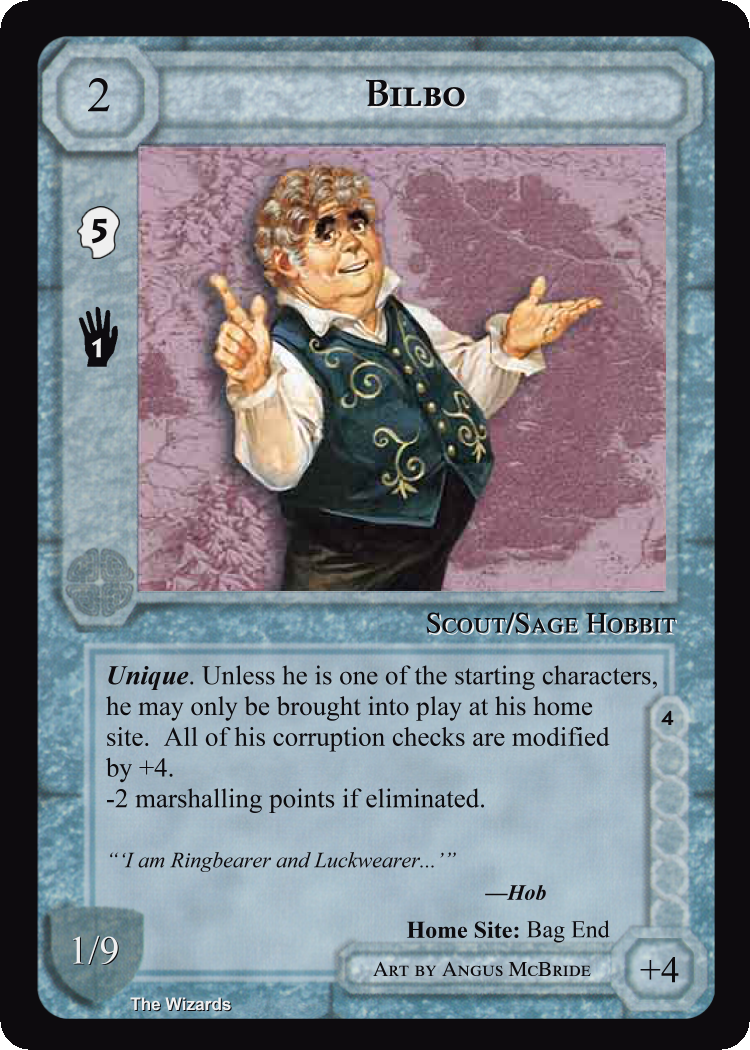 2
Bilbo
5
1
Scout/Sage Hobbit
Unique. Unless he is one of the starting characters,
he may only be brought into play at his home
site. All of his corruption checks are modified
by +4.
-2 marshalling points if eliminated.
4
“‘I am Ringbearer and Luckwearer...’”
—Hob
Home Site: Bag End
1/9
Art by Angus McBride
+4
The Wizards